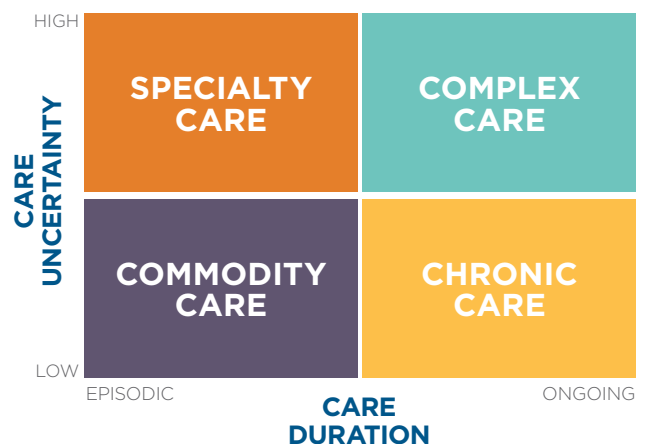 HIGH
SPECIALTY
CARE
COMPLEX
CARE
CARE
UNCERTAINTY
COMMODITY
CARE
CHRONIC
CARE
LOW
EPISODIC
ONGOING
CARE
DURATION